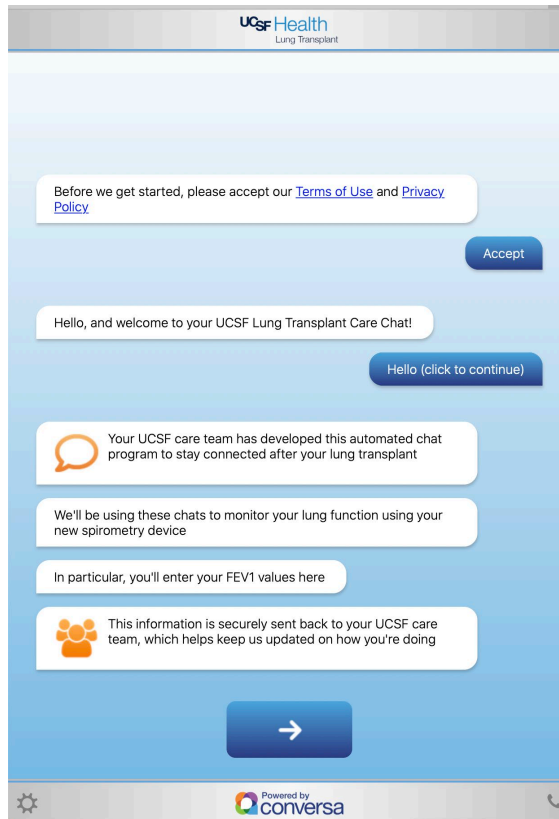 UCSF Health
Lung Transplant
Before we get started, please accept our Terms of Use and Privacy
Policy
Accept
Hello, and welcome to your UCSF Lung Transplant Care Chat!
Hello (click to continue)
Your UCSF care team has developed this automated chat
program to stay connected after your lung transplant
We'll be using these chats to monitor your lung function using your
new spirometry device
In particular, you'll enter your FEV1 values here
This information is securely sent back to your UCSF care
team, which helps keep us updated on how you're doing
Powered by
conversa